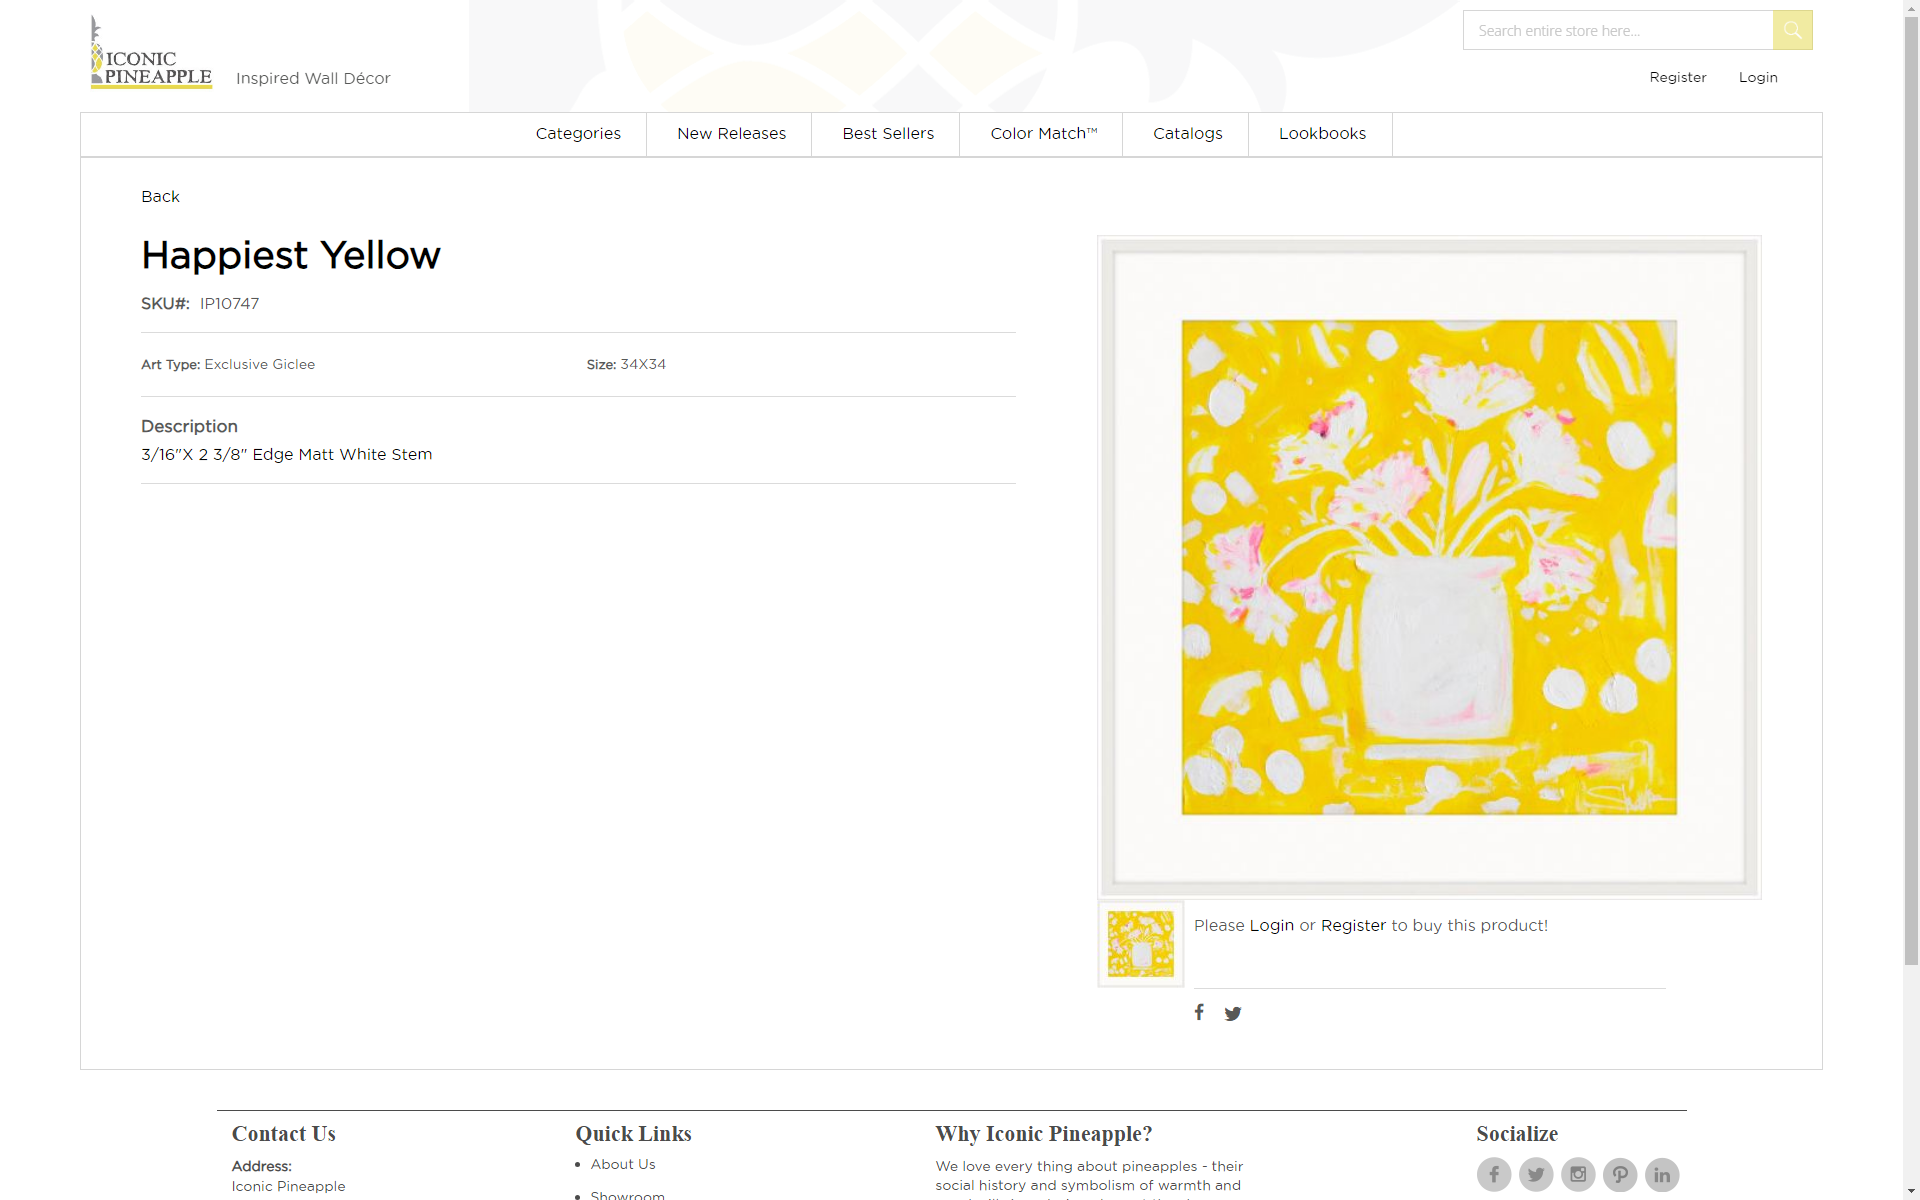 ICONIC
PINEAPPLE
Inspired Wall Décor
Search entire store here...
Register
Login
Categories
New Releases
Best Sellers
Color Match™
Catalogs
Lookbooks
Back
Happiest Yellow
SKU#: IP10747
Art Type: Exclusive Giclee
Size: 34X34
Description
3/16"X 2 3/8" Edge Matt White Stem
Please Login or Register to buy this product!
Contact Us
Address:
Iconic Pineapple
Quick Links
About Us
Showroom
Why Iconic Pineapple?
We love every thing about pineapples - their
social history and symbolism of warmth and
Socialize